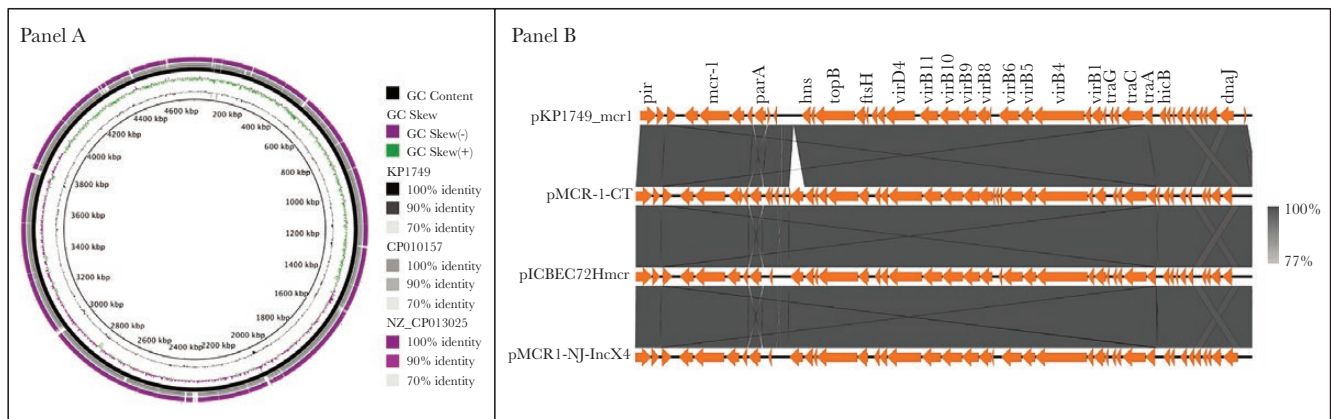 Panel A
4600 kbp
200 kbp
400 kbp
600 kbp
800 kbp
1000 kbp
1200 kbp
1400 kbp
1600 kbp
1800 kbp
2000 kbp
2200 kbp
2400 kbp
2600 kbp
2800 kbp
3000 kbp
3200 kbp
3400 kbp
3600 kbp
3800 kbp
4000 kbp
4200 kbp
4400 kbp
GC Content
GC Skew
GC Skew(-)
GC Skew(+)
KP1749
100% identity
90% identity
70% identity
CP010157
100% identity
90% identity
70% identity
NZ_CP013025
100% identity
90% identity
70% identity
Panel B
pir
mcr-1
parA
hns
topB
ftsH
virD4
virB11
virB10
virB9
virB8
virB6
virB5
virB4
virB1
traG
traC
traA
hicB
dnaJ
pKP1749_mcr1
pMCR-1-CT
pICBEC72Hmcr
pMCR1-NJ-IncX4
100%
77%